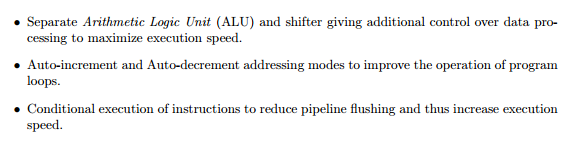 • Separate Arithmetic Logic Unit (ALU) and shifter giving additional control over data pro-
cessing to maximize execution speed.
• Auto-increment and Auto-decrement addressing modes to improve the operation of program
loops.
• Conditional execution of instructions to reduce pipeline flushing and thus increase execution
speed.